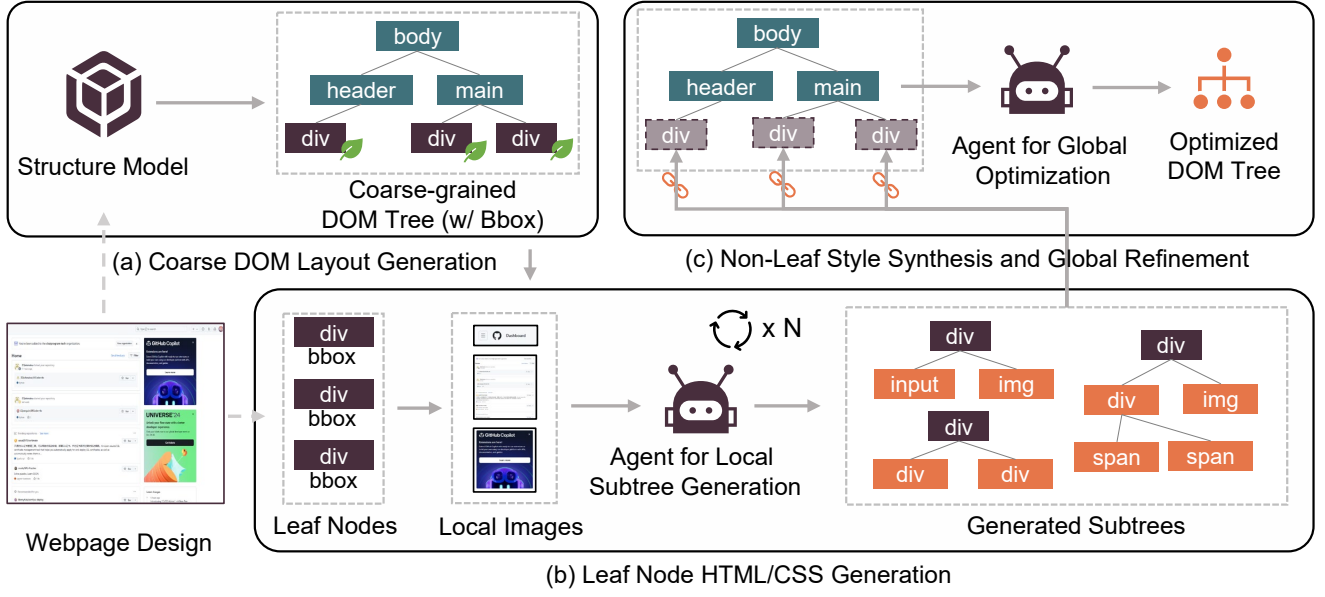 body
header
main
div
div
div
Structure Model
Coarse-grained
DOM Tree (w/ Bbox)
(a) Coarse DOM Layout Generation
body
header
main
div
div
div
Agent for Global
Optimization
Optimized
DOM Tree
(c) Non-Leaf Style Synthesis and Global Refinement
Home
GitHub Copilot
UNIVERSE'24
Webpage Design
div
bbox
div
bbox
div
bbox
Leaf Nodes
Dashboard
GitHub Copilot
Local Images
x N
Agent for Local
Subtree Generation
div
input
img
div
div
div
div
div
img
span
span
Generated Subtrees
(b) Leaf Node HTML/CSS Generation